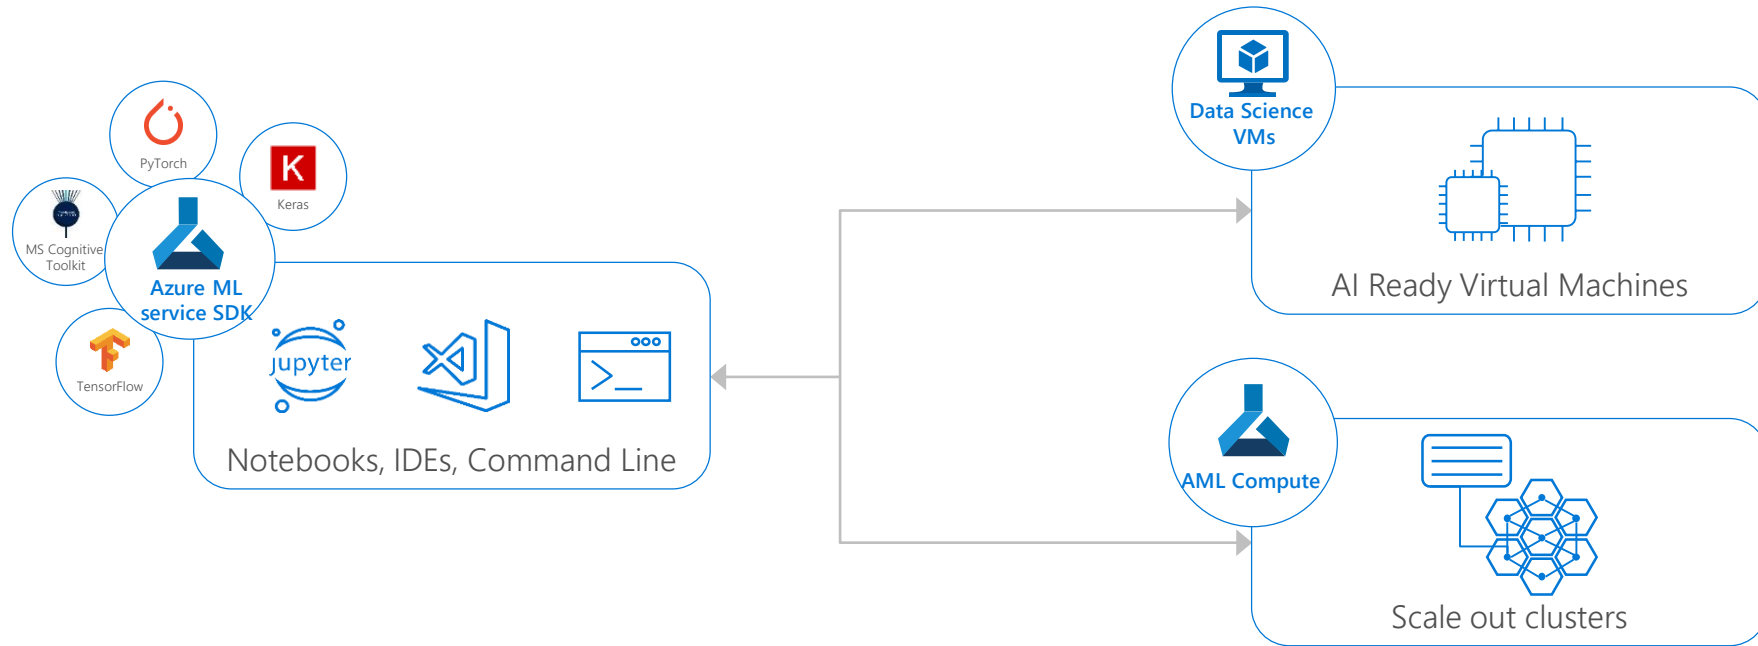 PyTorch
K
Keras
MS Cognitive
Toolkit
Azure ML
service SDK
TensorFlow
jupyter
Notebooks, IDEs, Command Line
Data Science
VMs
AI Ready Virtual Machines
AML Compute
Scale out clusters